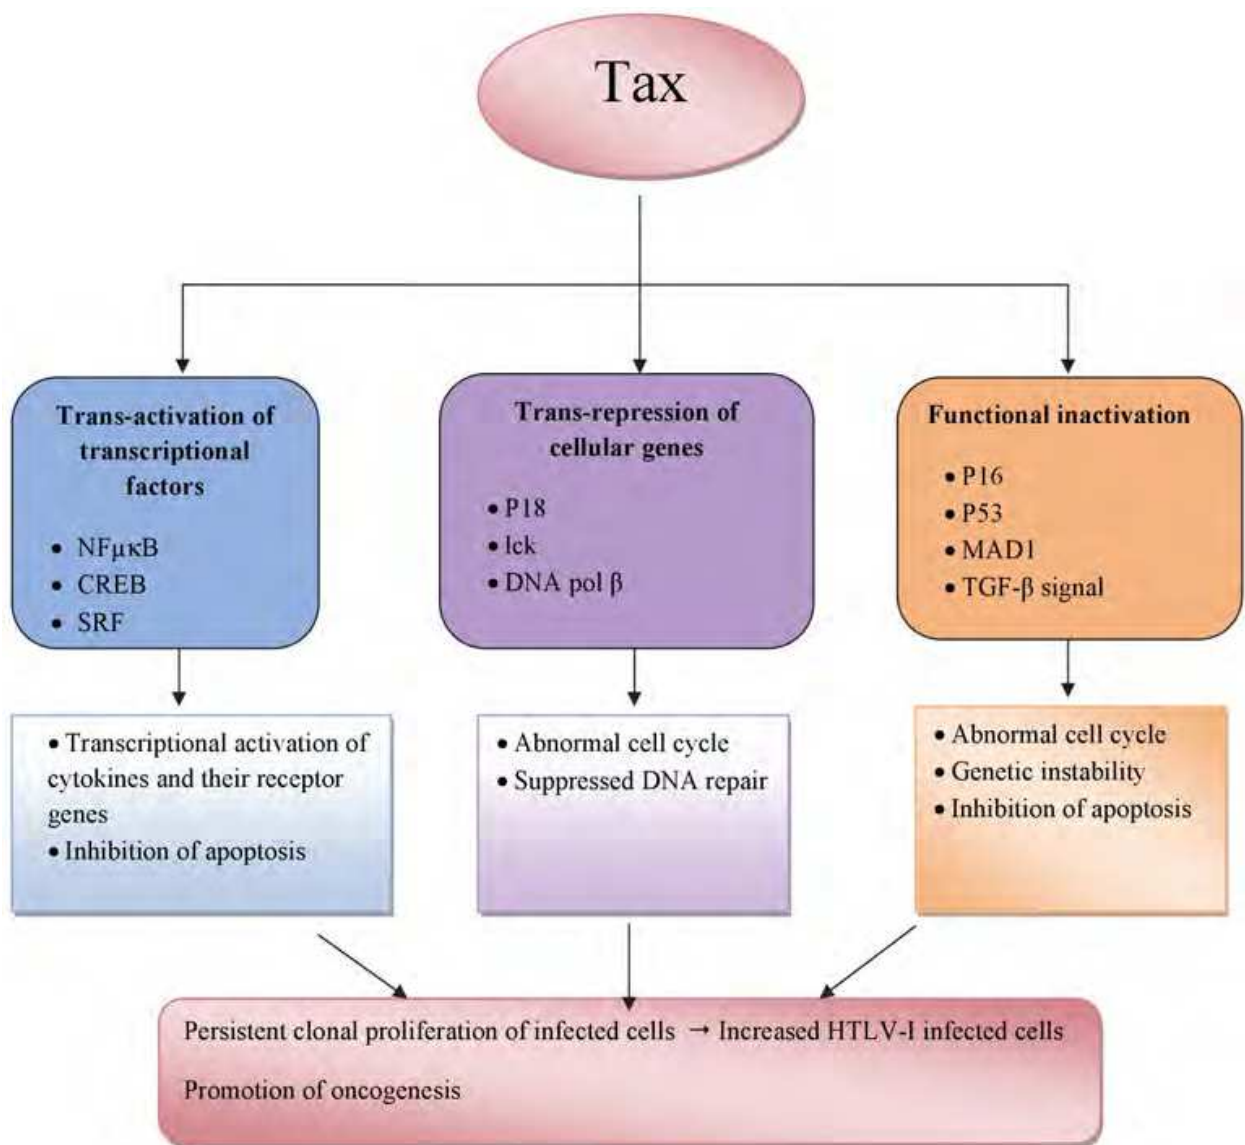 Tax
Trans-activation of
transcriptional
factors
• NFμκB
• CREB
• SRF
Trans-repression of
cellular genes
• P18
• lck
• DNA pol β
Functional inactivation
• P16
• P53
• MAD1
• TGF-β signal
• Transcriptional activation of
cytokines and their receptor
genes
• Inhibition of apoptosis
• Abnormal cell cycle
• Suppressed DNA repair
• Abnormal cell cycle
• Genetic instability
• Inhibition of apoptosis
Persistent clonal proliferation of infected cells → Increased HTLV-I infected cells
Promotion of oncogenesis